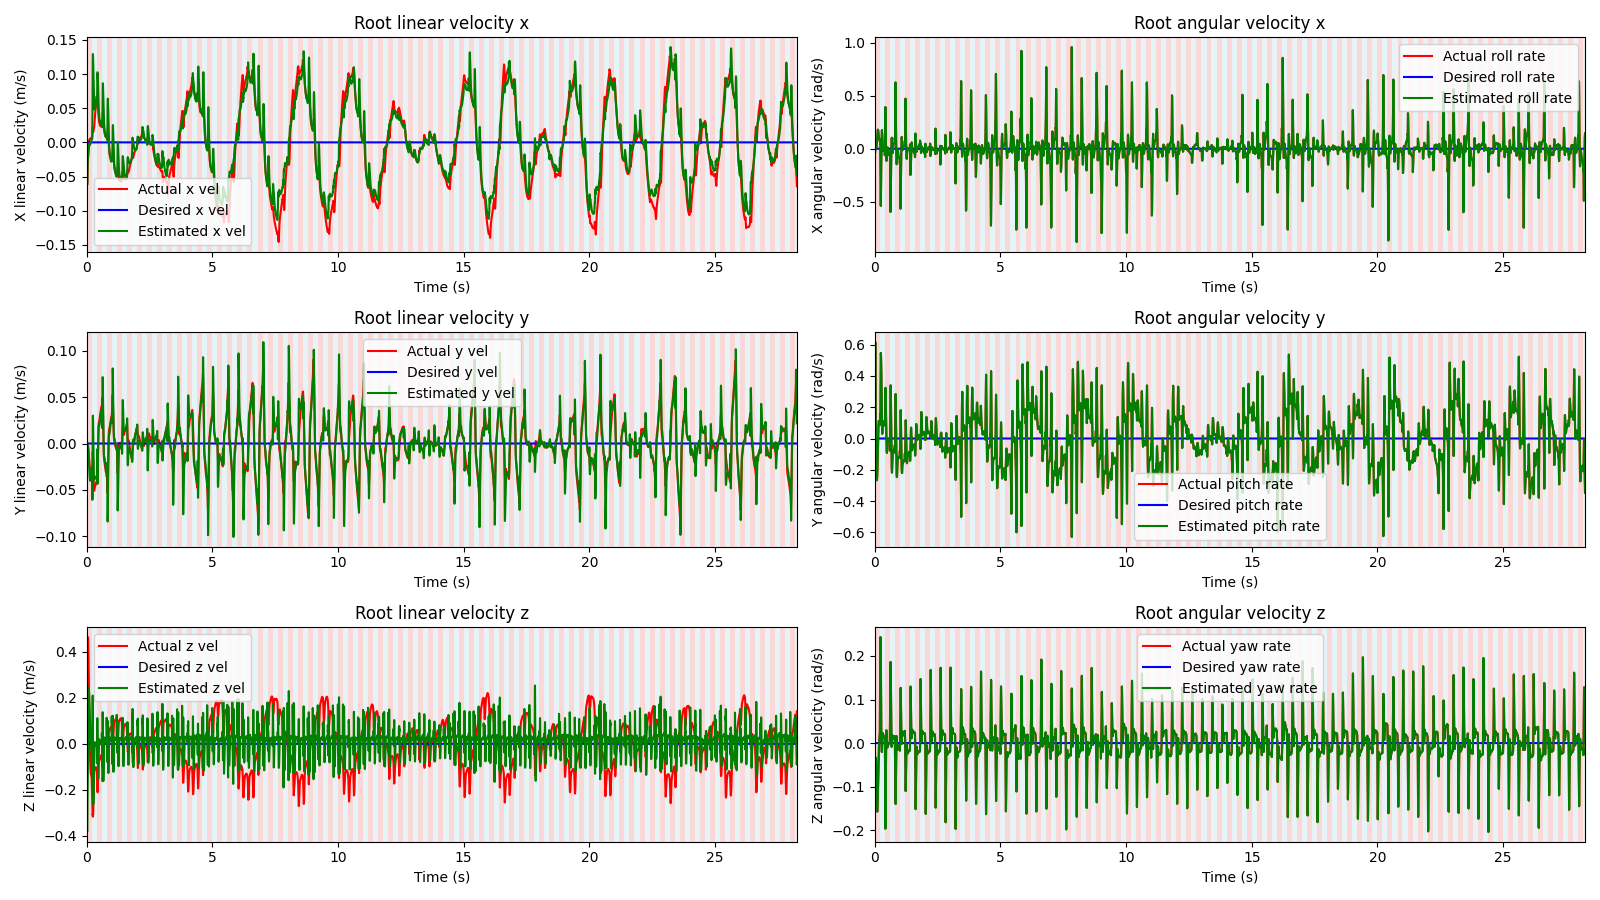 Root linear velocity x
X linear velocity (m/s)
0.15
0.10
0.05
0.00
−0.05
−0.10
−0.15
Actual x vel
Desired x vel
Estimated x vel
0 5 10 15 20 25
Time (s)
Root angular velocity x
X angular velocity (rad/s)
1.0
0.5
0.0
−0.5
Actual roll rate
Desired roll rate
Estimated roll rate
0 5 10 15 20 25
Time (s)
Root linear velocity y
Y linear velocity (m/s)
0.10
0.05
0.00
−0.05
−0.10
Actual y vel
Desired y vel
Estimated y vel
0 5 10 15 20 25
Time (s)
Root angular velocity y
Y angular velocity (rad/s)
0.6
0.4
0.2
0.0
−0.2
−0.4
−0.6
Actual pitch rate
Desired pitch rate
Estimated pitch rate
0 5 10 15 20 25
Time (s)
Root linear velocity z
Z linear velocity (m/s)
0.4
0.2
0.0
−0.2
−0.4
Actual z vel
Desired z vel
Estimated z vel
0 5 10 15 20 25
Time (s)
Root angular velocity z
Z angular velocity (rad/s)
0.2
0.1
0.0
−0.1
−0.2
Actual yaw rate
Desired yaw rate
Estimated yaw rate
0 5 10 15 20 25
Time (s)